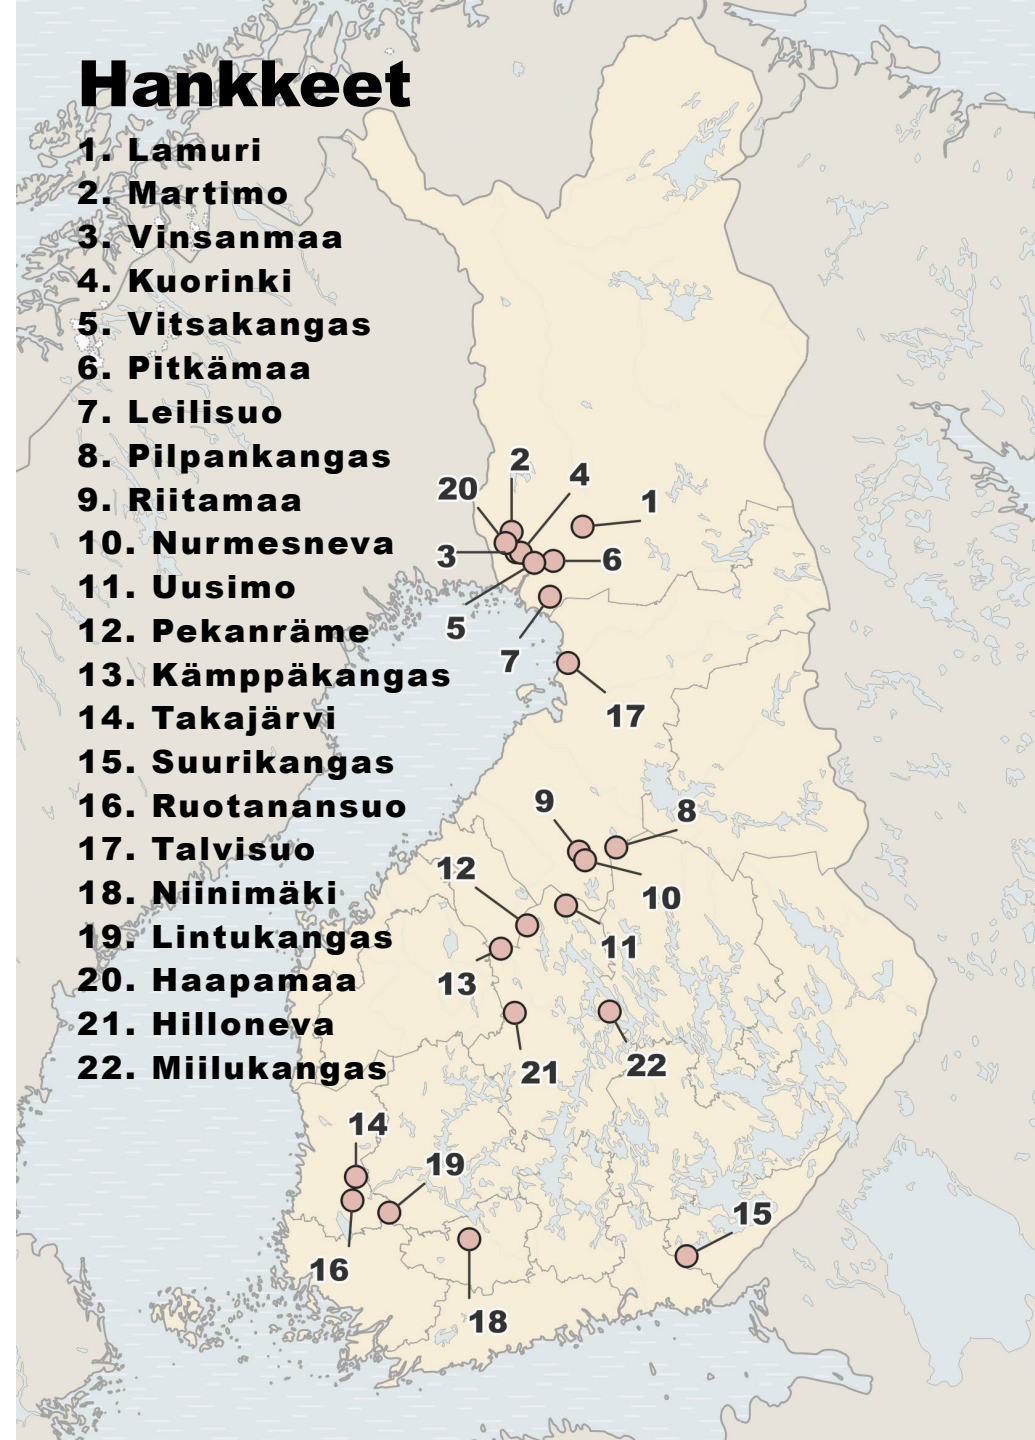 Hankkeet
1. Lamuri
2. Martimo
3. Vinsanmaa
4. Kuorinki
5. Vitsakangas
6. Pitkämaa
7. Leilisuo
8. Pilpankangas
9. Riitamaa
10. Nurmesneva
11. Uusimo
12. Pekanräme
13. Kämppäkangas
14. Takajärvi
15. Suurikangas
16. Ruotanansuo
17. Talvisuo
18. Niinimäki
19. Lintukangas
20. Haapamaa
21. Hilloneva
22. Miilukangas
2
4
20
1
3
6
5
7
17
9
8
12
10
11
13
21
22
14
19
15
16
18